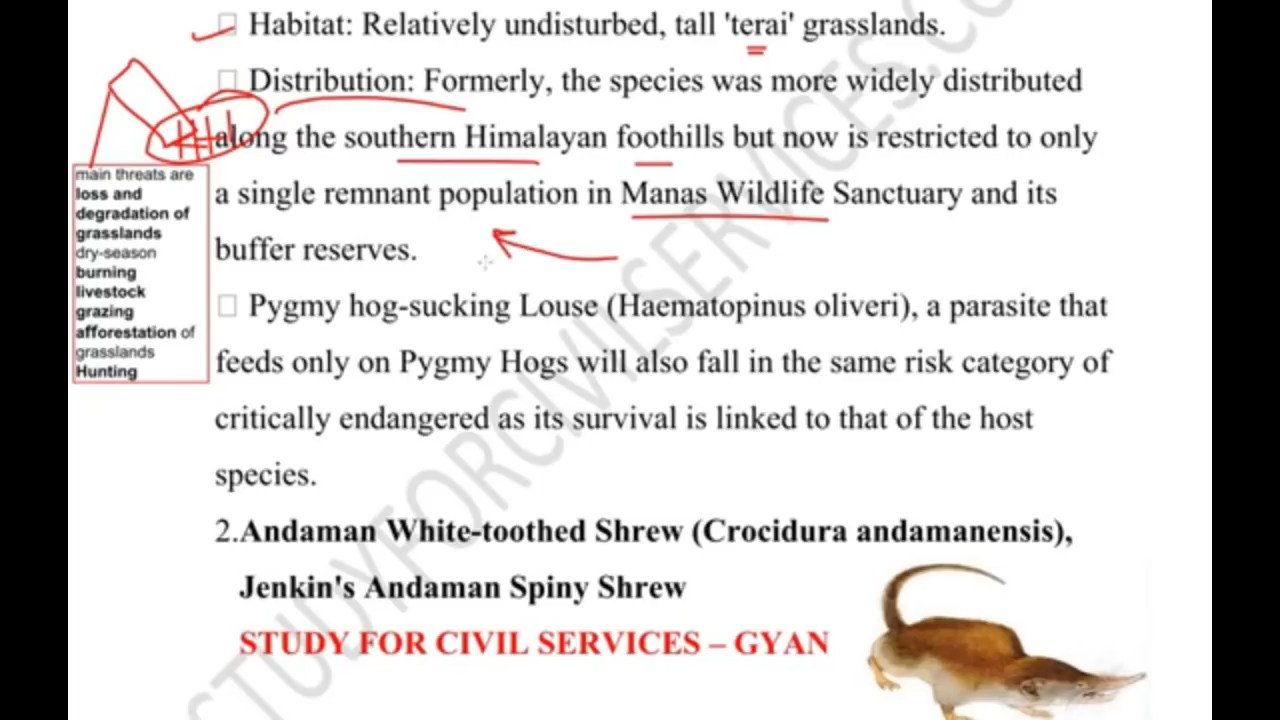 Habitat: Relatively undisturbed, tall 'terai' grasslands.
Distribution: Formerly, the species was more widely distributed
along the southern Himalayan foothills but now is restricted to only
a single remnant population in Manas Wildlife Sanctuary and its
buffer reserves.
main threats are
loss and
degradation of
grasslands
dry-season
burning
livestock
grazing
afforestation of
grasslands
Hunting
Pygmy hog-sucking Louse (Haematopinus oliveri), a parasite that
feeds only on Pygmy Hogs will also fall in the same risk category of
critically endangered as its survival is linked to that of the host
species.
2.Andaman White-toothed Shrew (Crocidura andamanensis),
Jenkin's Andaman Spiny Shrew
STUDY FOR CIVIL SERVICES – GYAN
STUDYFORCIVILSERVICES.CO